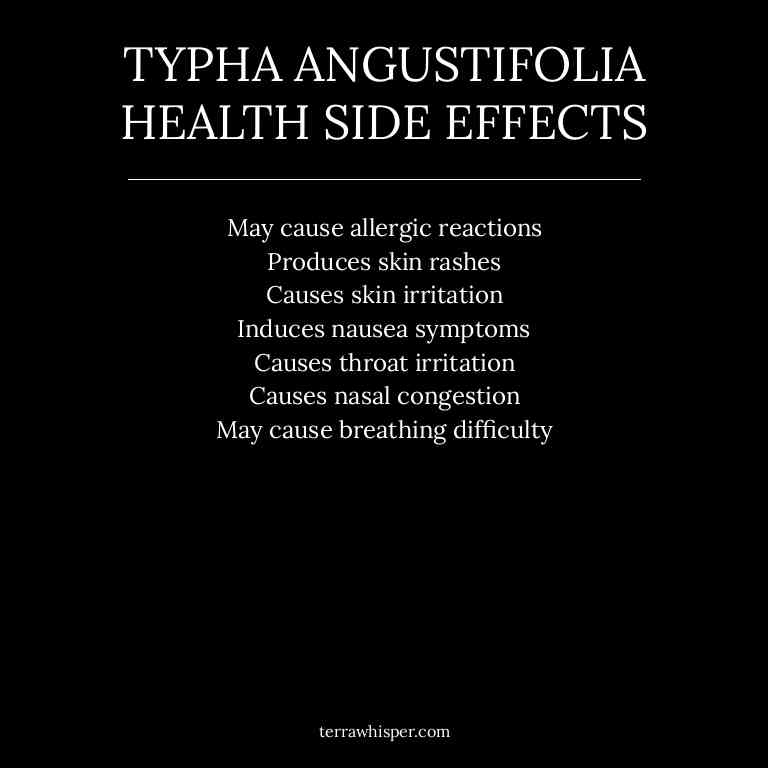 TYPHA ANGUSTIFOLIA
HEALTH SIDE EFFECTS
May cause allergic reactions
Produces skin rashes
Causes skin irritation
Induces nausea symptoms
Causes throat irritation
Causes nasal congestion
May cause breathing difficulty
terrawhisper.com